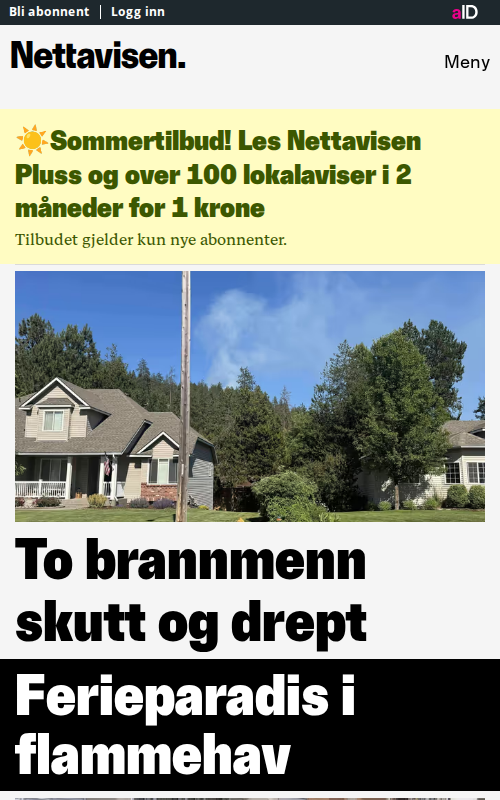 Bli abonnent
Logg inn
aID
Nettavisen.
Meny
☀️Sommertilbud! Les Nettavisen
Pluss og over 100 lokalaviser i 2
måneder for 1 krone
Tilbudet gjelder kun nye abonnenter.
To brannmenn
skutt og drept
Ferieparadis i
flammehav